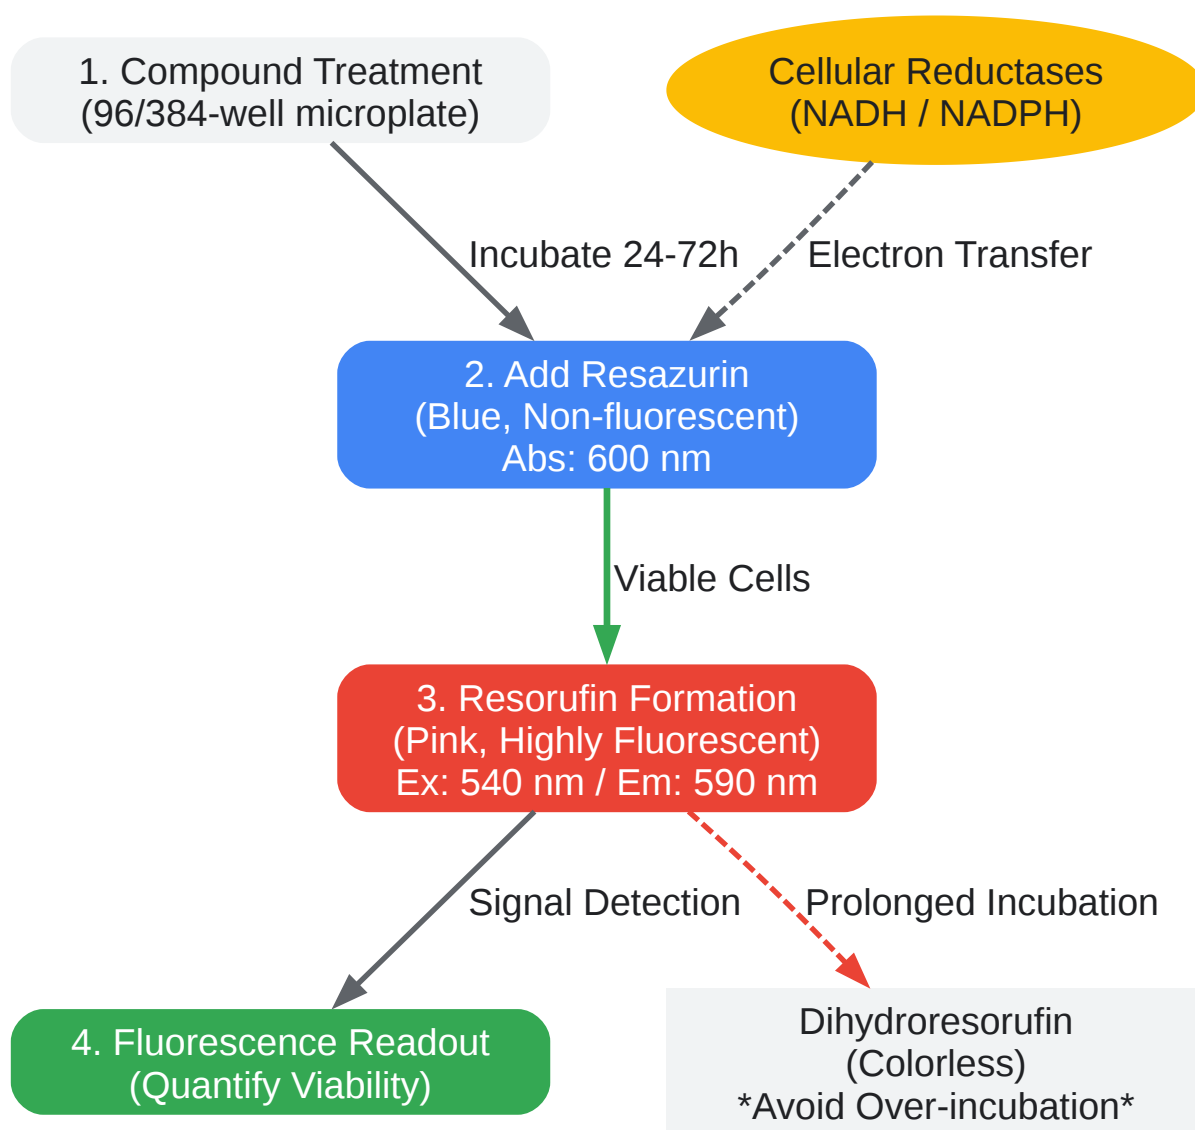 1. Compound Treatment
(96/384-well microplate)
Cellular Reductases
(NADH / NADPH)
Incubate 24-72h
Electron Transfer
2. Add Resazurin
(Blue, Non-fluorescent)
Abs: 600 nm
Viable Cells
3. Resorufin Formation
(Pink, Highly Fluorescent)
Ex: 540 nm / Em: 590 nm
Signal Detection
Prolonged Incubation
4. Fluorescence Readout
(Quantify Viability)
Dihydroresorufin
(Colorless)
*Avoid Over-incubation*